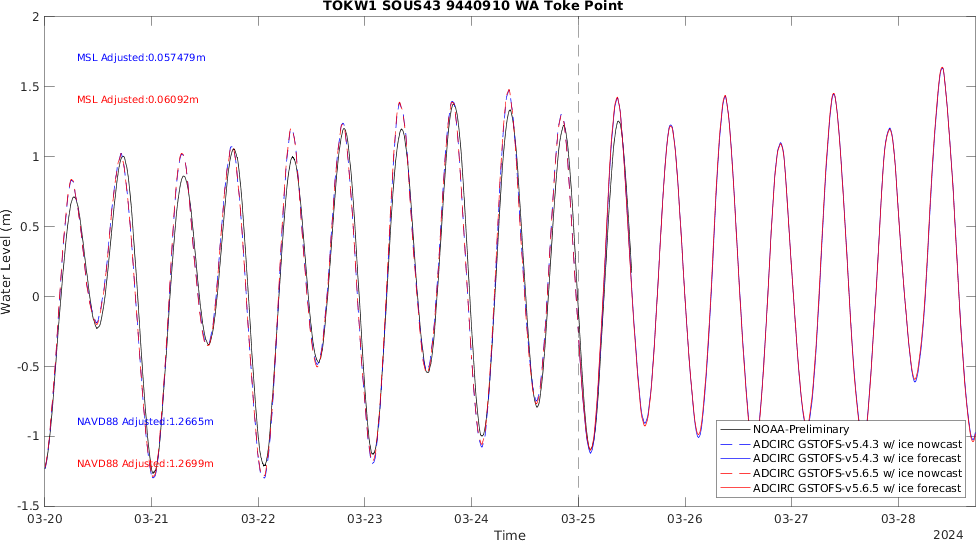 TOKW1 SOUS43 9440910 WA Toke Point
MSL Adjusted:0.057479m
MSL Adjusted:0.06092m
NAVD88 Adjusted:1.2665m
NAVD88 Adjusted:1.2699m
Water Level (m)
2
1.5
1
0.5
0
-0.5
-1
-1.5
NOAA-Preliminary
ADCIRC GSTOFS-v5.4.3 w/ ice nowcast
ADCIRC GSTOFS-v5.4.3 w/ ice forecast
ADCIRC GSTOFS-v5.6.5 w/ ice nowcast
ADCIRC GSTOFS-v5.6.5 w/ ice forecast
03-20 03-21 03-22 03-23 03-24 03-25 03-26 03-27 03-28
Time
2024